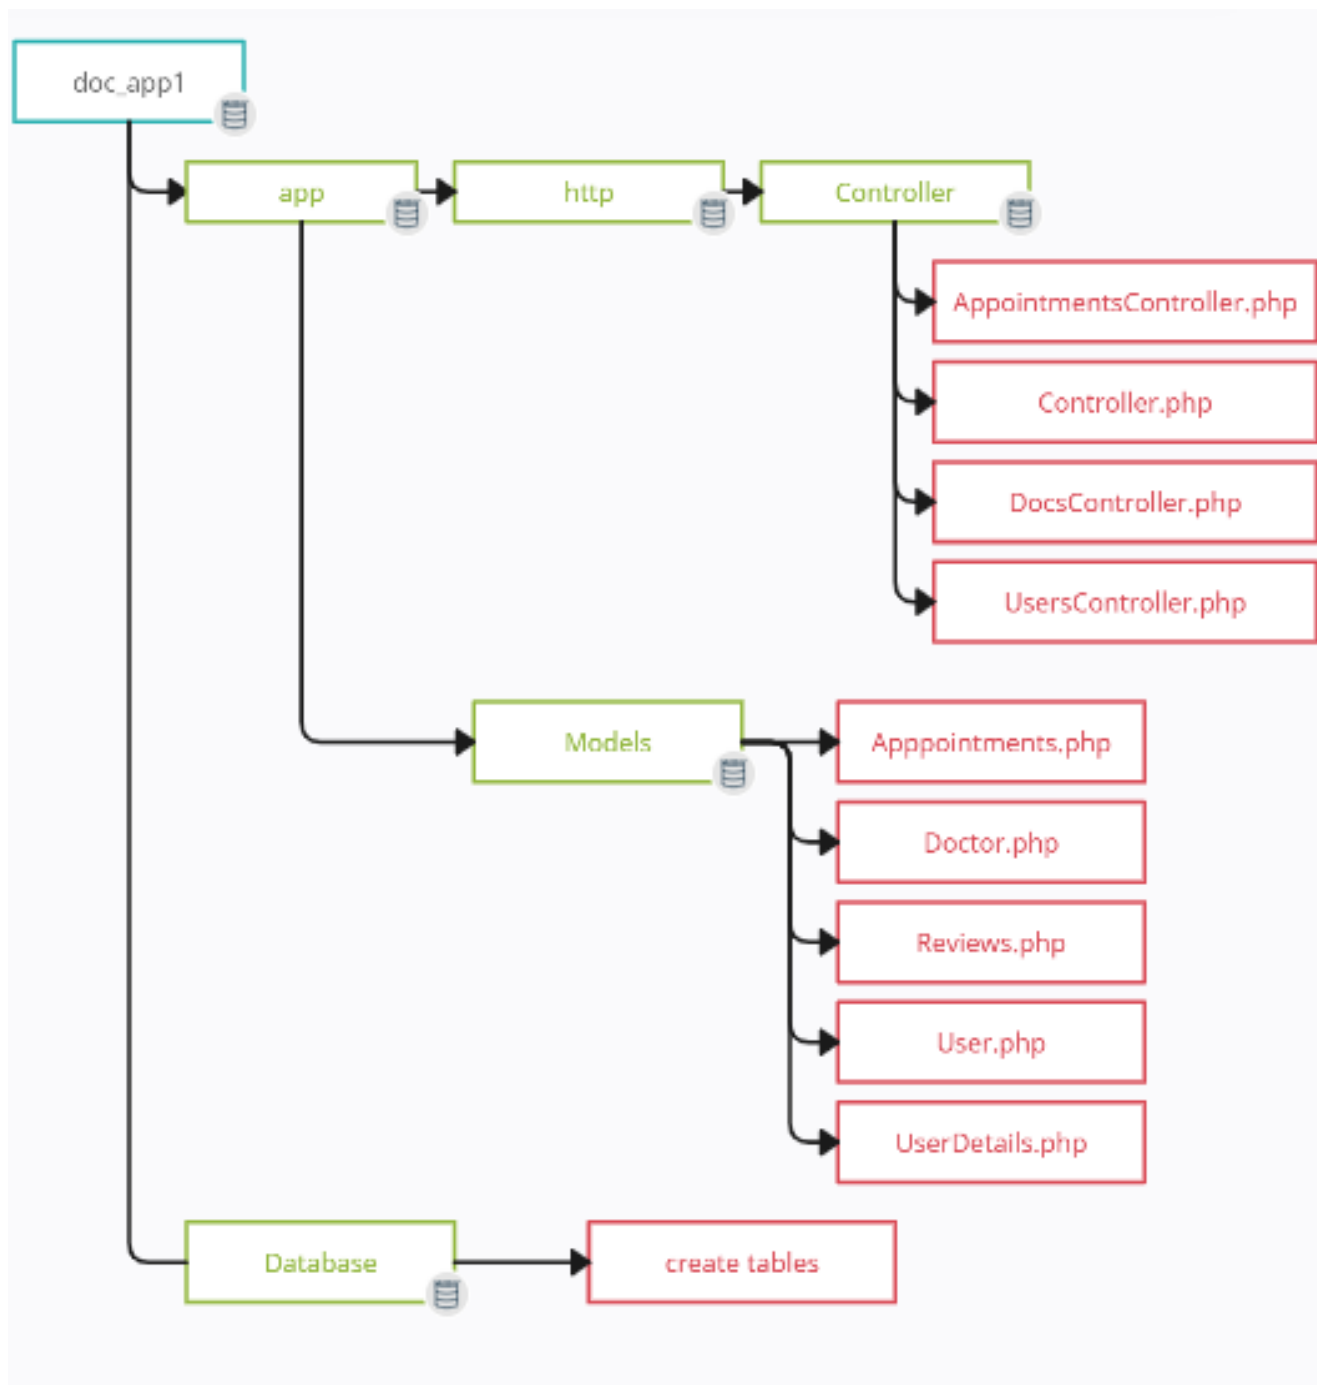 doc_app1
app
http
Controller
AppointmentsController.php
Controller.php
DocsController.php
UsersController.php
Models
Apppointments.php
Doctor.php
Reviews.php
User.php
UserDetails.php
Database
create tables